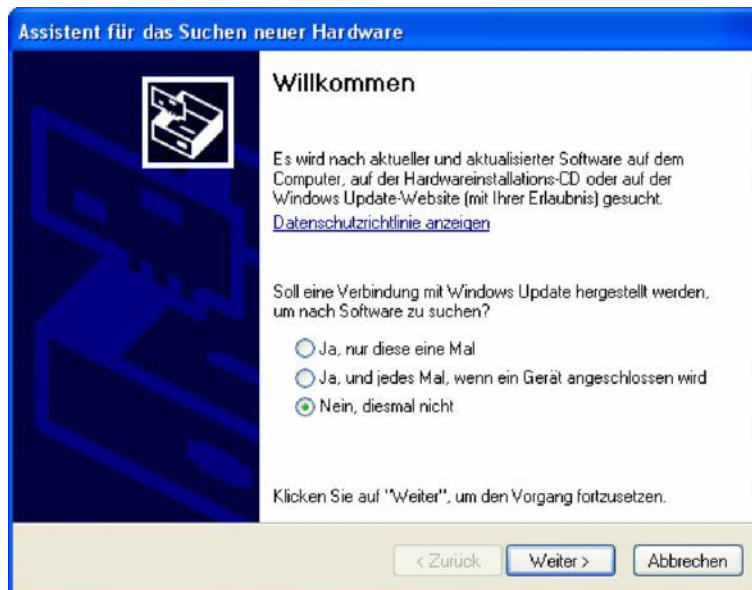 Assistent für das Suchen neuer Hardware
Willkommen
Es wird nach aktueller und aktualisierter Software auf dem
Computer, auf der Hardwareinstallations-CD oder auf der
Windows Update-Website (mit Ihrer Erlaubnis) gesucht.
Datenschutzrichtlinie anzeigen
Soll eine Verbindung mit Windows Update hergestellt werden,
um nach Software zu suchen?
Ja, nur diese eine Mal
Ja, und jedes Mal, wenn ein Gerät angeschlossen wird
Nein, diesmal nicht
Klicken Sie auf "Weiter", um den Vorgang fortzusetzen.
< Zurück Weiter > Abbrechen